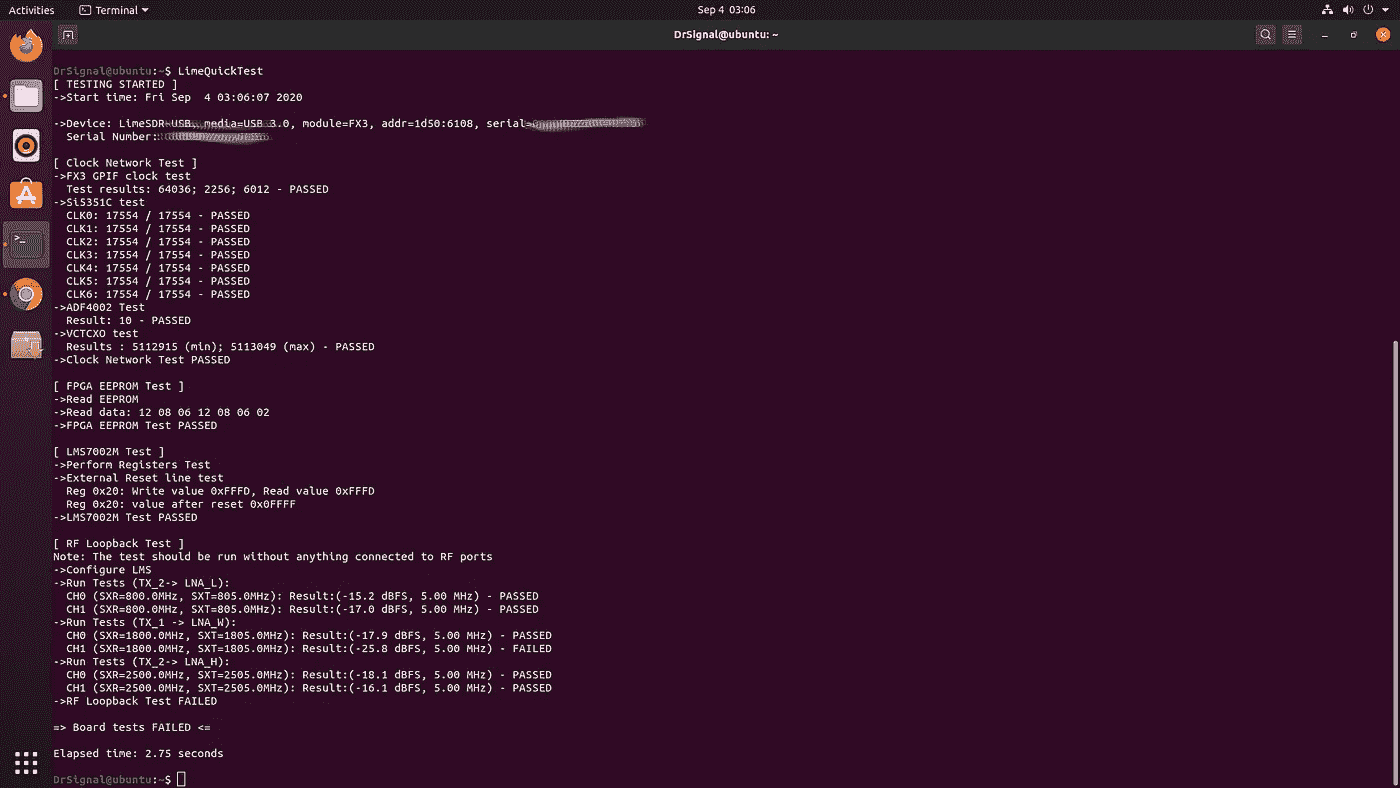 Activities Terminal Sep 4 03:06
DrSignal@ubuntu: ~
DrSignal@ubuntu:~$ LimeQuickTest
[ TESTING STARTED ]
->Start time: Fri Sep  4 03:06:07 2020
->Device: LimeSDR-USB, media=USB 3.0, module=FX3, addr=1d50:6108, serial=
Serial Number:
[ Clock Network Test ]
->FX3 GPIF clock test
Test results: 64036; 2256; 6012 - PASSED
->Si5351C test
CLK0: 17554 / 17554 - PASSED
CLK1: 17554 / 17554 - PASSED
CLK2: 17554 / 17554 - PASSED
CLK3: 17554 / 17554 - PASSED
CLK4: 17554 / 17554 - PASSED
CLK5: 17554 / 17554 - PASSED
CLK6: 17554 / 17554 - PASSED
->ADF4002 Test
Result: 10 - PASSED
->VCTCXO test
Results : 5112915 (min); 5113049 (max) - PASSED
->Clock Network Test PASSED
[ FPGA EEPROM Test ]
->Read EEPROM
->Read data: 12 08 06 12 08 06 02
->FPGA EEPROM Test PASSED
[ LMS7002M Test ]
->Perform Registers Test
->External Reset line test
Reg 0x20: Write value 0xFFFD, Read value 0xFFFD
Reg 0x20: value after reset 0x0FFFF
->LMS7002M Test PASSED
[ RF Loopback Test ]
Note: The test should be run without anything connected to RF ports
->Configure LMS
->Run Tests (TX_2-> LNA_L):
CH0 (SXR=800.0MHz, SXT=805.0MHz): Result:(-15.2 dBFS, 5.00 MHz) - PASSED
CH1 (SXR=800.0MHz, SXT=805.0MHz): Result:(-17.0 dBFS, 5.00 MHz) - PASSED
->Run Tests (TX_1 -> LNA_W):
CH0 (SXR=1800.0MHz, SXT=1805.0MHz): Result:(-17.9 dBFS, 5.00 MHz) - PASSED
CH1 (SXR=1800.0MHz, SXT=1805.0MHz): Result:(-25.8 dBFS, 5.00 MHz) - FAILED
->Run Tests (TX_2-> LNA_H):
CH0 (SXR=2500.0MHz, SXT=2505.0MHz): Result:(-18.1 dBFS, 5.00 MHz) - PASSED
CH1 (SXR=2500.0MHz, SXT=2505.0MHz): Result:(-16.1 dBFS, 5.00 MHz) - PASSED
->RF Loopback Test FAILED
=> Board tests FAILED <=
Elapsed time: 2.75 seconds
DrSignal@ubuntu:~$